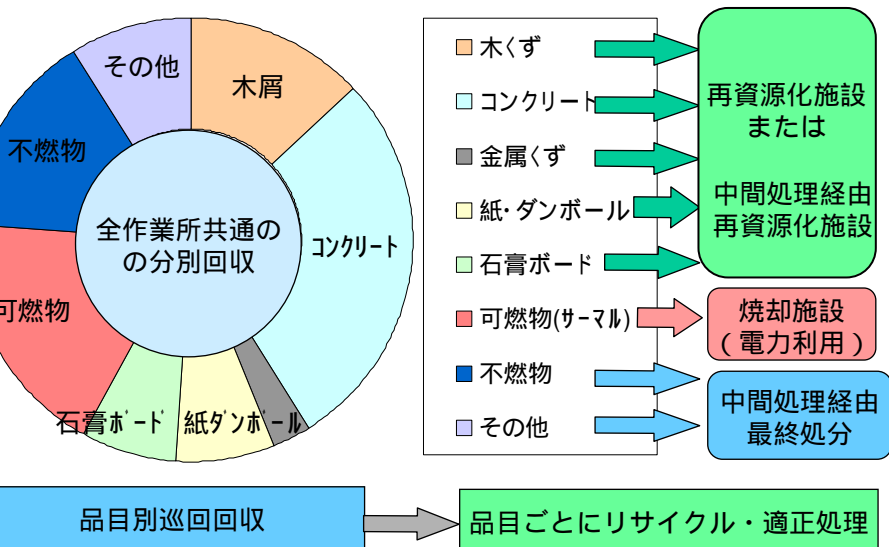 その他
木屑
不燃物
全作業所共通の
の分別回収
コンクリート
可燃物
石膏ボード
紙ダンボール
木くず
コンクリート
金属くず
紙・ダンボール
石膏ボード
可燃物(サーマル)
不燃物
その他
再資源化施設
または
中間処理経由
再資源化施設
焼却施設
(電力利用)
中間処理経由
最終処分
品目別巡回回収
品目ごとにリサイクル・適正処理